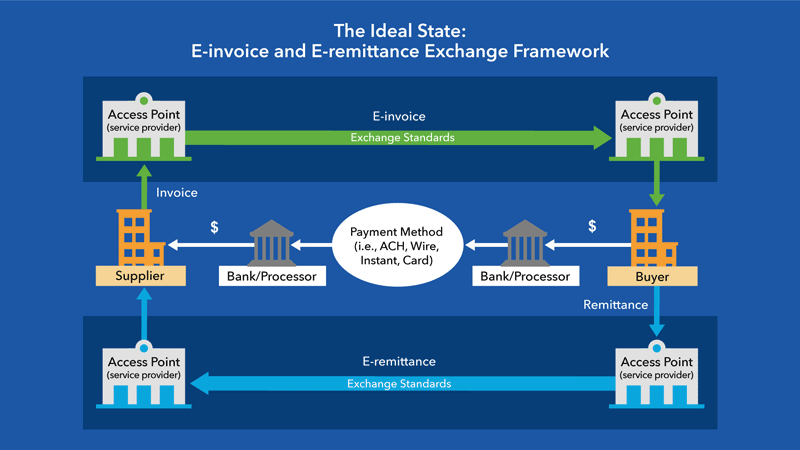 The Ideal State:
E-invoice and E-remittance Exchange Framework
Access Point
(service provider)
E-invoice
Exchange Standards
Access Point
(service provider)
Invoice
$
Payment Method
(i.e., ACH, Wire,
Instant, Card)
$
Supplier
Bank/Processor
Bank/Processor
Buyer
Remittance
Access Point
(service provider)
E-remittance
Exchange Standards
Access Point
(service provider)